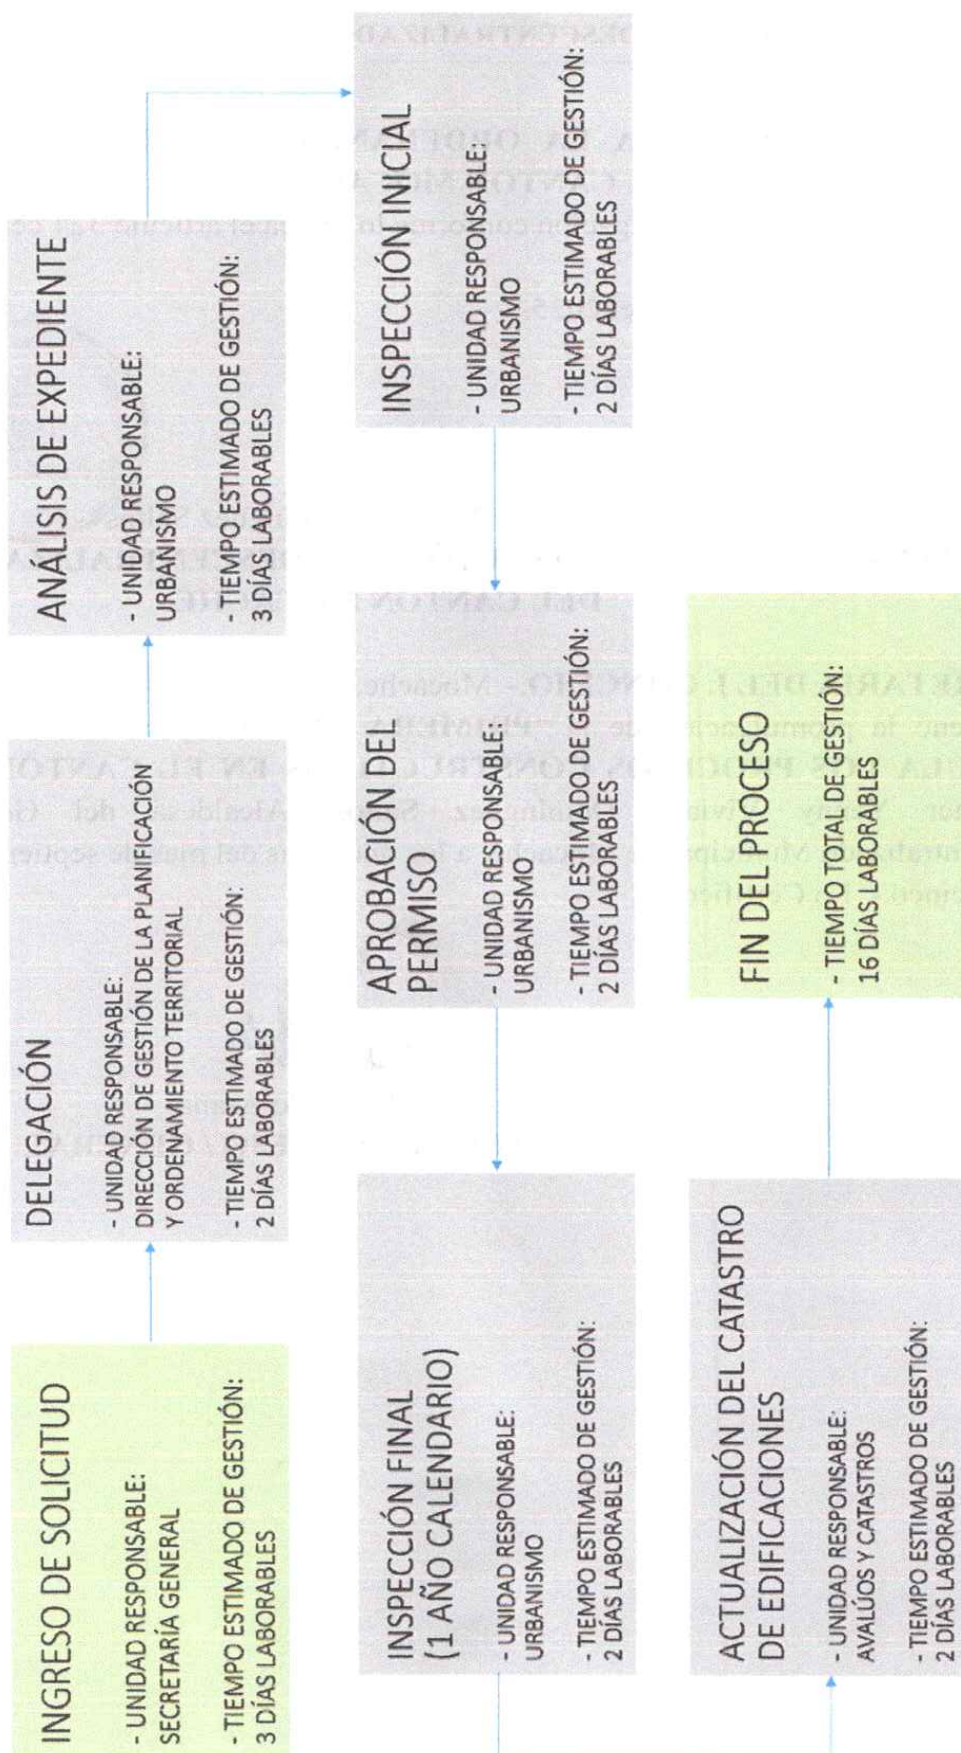 INGRESO DE SOLICITUD
- UNIDAD RESPONSABLE:
SECRETARÍA GENERAL
- TIEMPO ESTIMADO DE GESTIÓN:
3 DÍAS LABORABLES
DELEGACIÓN
- UNIDAD RESPONSABLE:
DIRECCIÓN DE GESTIÓN DE LA PLANIFICACIÓN
Y ORDENAMIENTO TERRITORIAL
- TIEMPO ESTIMADO DE GESTIÓN:
2 DÍAS LABORABLES
ANALISIS DE EXPEDIENTE
- UNIDAD RESPONSABLE:
URBANISMO
- TIEMPO ESTIMADO DE GESTIÓN:
3 DÍAS LABORABLES
INSPECCIÓN INICIAL
- UNIDAD RESPONSABLE:
URBANISMO
- TIEMPO ESTIMADO DE GESTIÓN:
2 DÍAS LABORABLES
APROBACIÓN DEL
PERMISO
- UNIDAD RESPONSABLE:
URBANISMO
- TIEMPO ESTIMADO DE GESTIÓN:
2 DÍAS LABORABLES
INSPECCIÓN FINAL
(1 AÑO CALENDARIO)
- UNIDAD RESPONSABLE:
URBANISMO
- TIEMPO ESTIMADO DE GESTIÓN:
2 DÍAS LABORABLES
ACTUALIZACIÓN DEL CATASTRO
DE EDIFICACIONES
- UNIDAD RESPONSABLE:
AVALÚOS Y CATASTROS
- TIEMPO ESTIMADO DE GESTIÓN:
2 DÍAS LABORABLES
FIN DEL PROCESO
- TIEMPO TOTAL DE GESTIÓN:
16 DÍAS LABORABLES